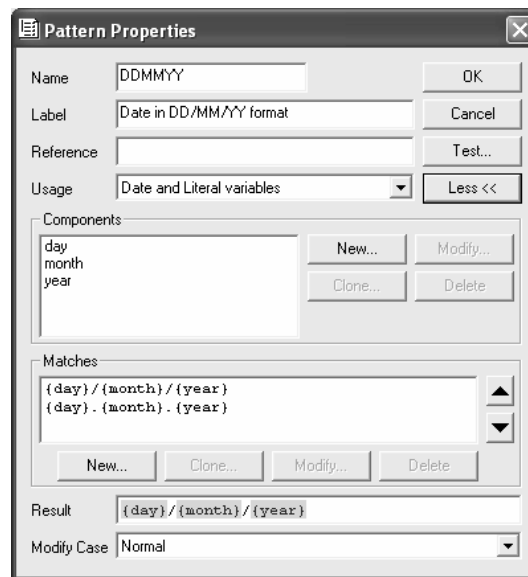 Pattern Properties
Name DDMMYY OK
Label Date in DD/MM/YY format Cancel
Reference Test...
Usage Date and Literal variables Less <<
Components
day
month
year
New... Modify...
Clone... Delete
Matches
{day}/{month}/{year}
{day}.{month}.{year}
New... Clone... Modify... Delete
Result {day}/{month}/{year}
Modify Case Normal